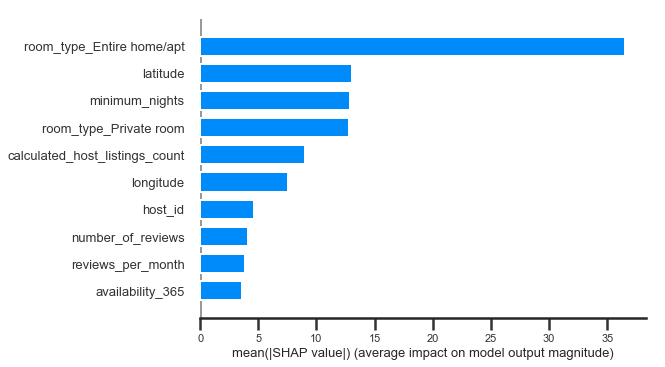 room_type_Entire home/apt
latitude
minimum_nights
room_type_Private room
calculated_host_listings_count
longitude
host_id
number_of_reviews
reviews_per_month
availability_365
0 5 10 15 20 25 30 35
mean(|SHAP value|) (average impact on model output magnitude)